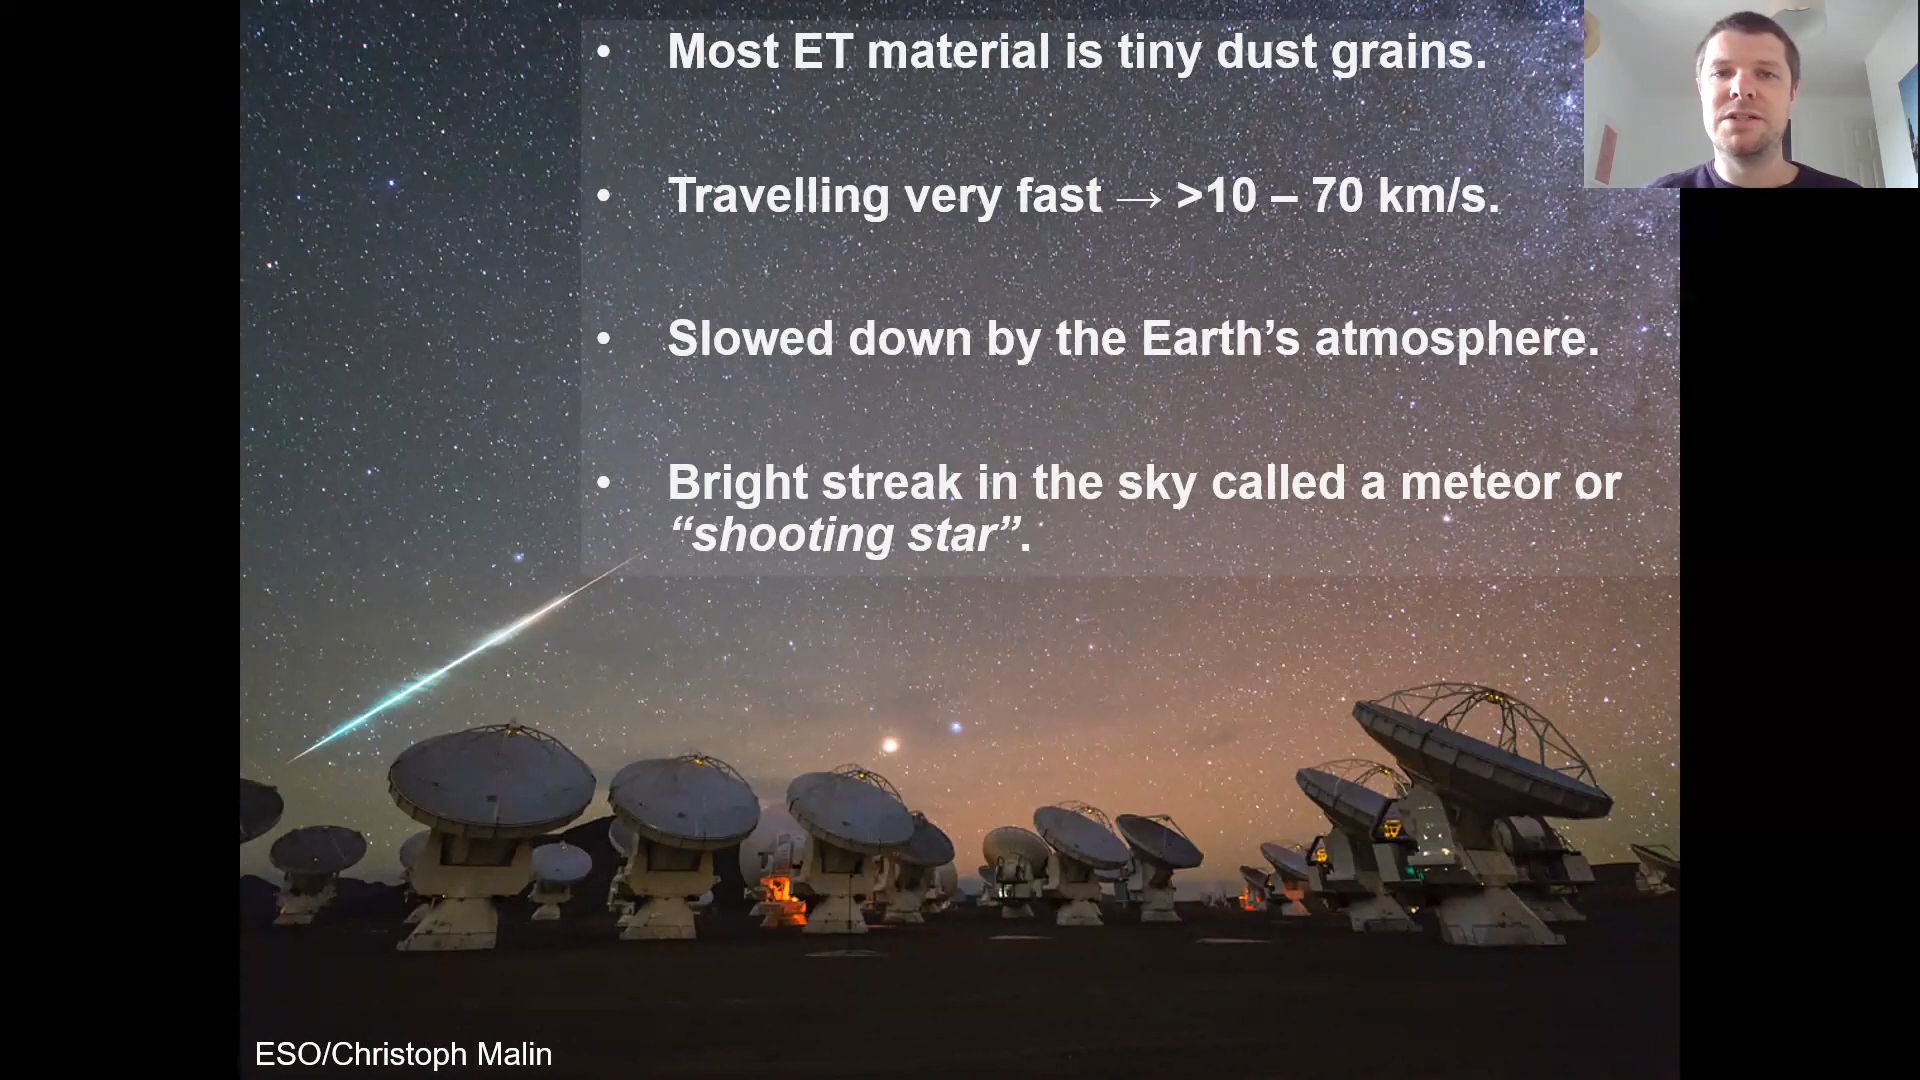 • Most ET material is tiny dust grains.
• Travelling very fast → >10 – 70 km/s.
• Slowed down by the Earth’s atmosphere.
• Bright streak in the sky called a meteor or
“shooting star”.
ESO/Christoph Malin